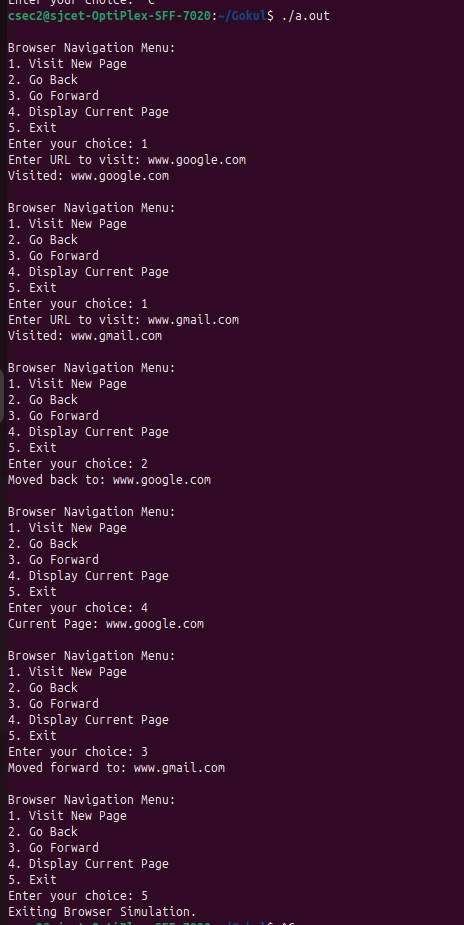 Enter your choice: ^C
csec2@sjcet-OptiPlex-SFF-7020:~/Gokul$ ./a.out
Browser Navigation Menu:
1. Visit New Page
2. Go Back
3. Go Forward
4. Display Current Page
5. Exit
Enter your choice: 1
Enter URL to visit: www.google.com
Visited: www.google.com
Browser Navigation Menu:
1. Visit New Page
2. Go Back
3. Go Forward
4. Display Current Page
5. Exit
Enter your choice: 1
Enter URL to visit: www.gmail.com
Visited: www.gmail.com
Browser Navigation Menu:
1. Visit New Page
2. Go Back
3. Go Forward
4. Display Current Page
5. Exit
Enter your choice: 2
Moved back to: www.google.com
Browser Navigation Menu:
1. Visit New Page
2. Go Back
3. Go Forward
4. Display Current Page
5. Exit
Enter your choice: 4
Current Page: www.google.com
Browser Navigation Menu:
1. Visit New Page
2. Go Back
3. Go Forward
4. Display Current Page
5. Exit
Enter your choice: 3
Moved forward to: www.gmail.com
Browser Navigation Menu:
1. Visit New Page
2. Go Back
3. Go Forward
4. Display Current Page
5. Exit
Enter your choice: 5
Exiting Browser Simulation.